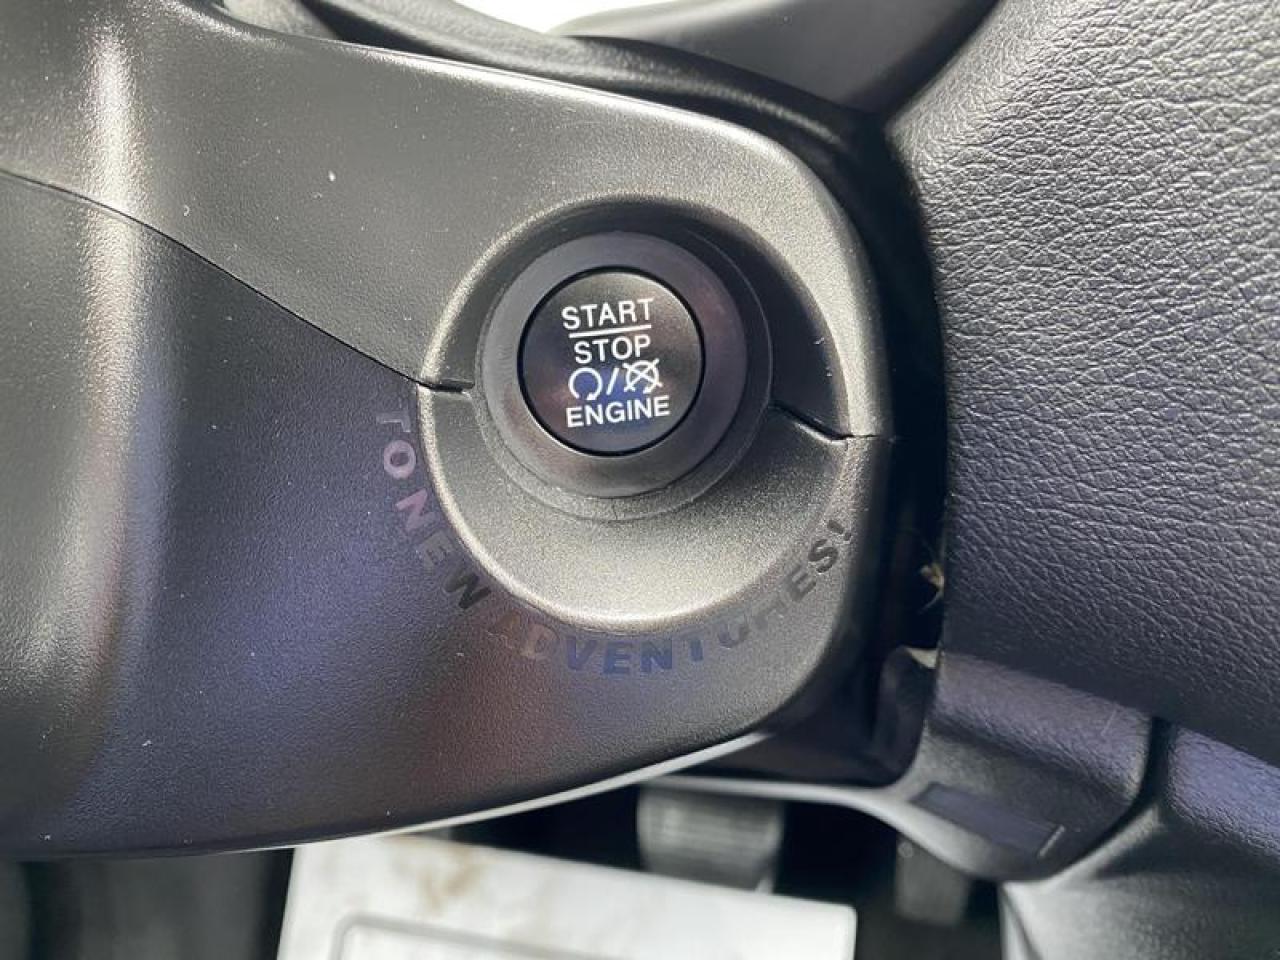 START
STOP
/
ENGINE
TO NEW ADVENTURES!